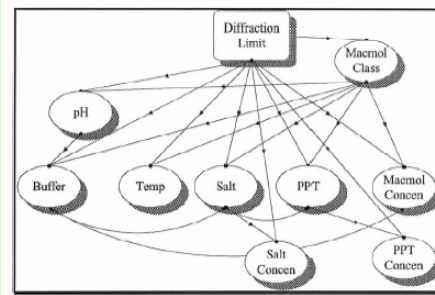 Diffraction
Limit
Macmol
Class
pH
Buffer
Temp
Salt
PPT
Macmol
Concen
Salt
Concen
PPT
Concen